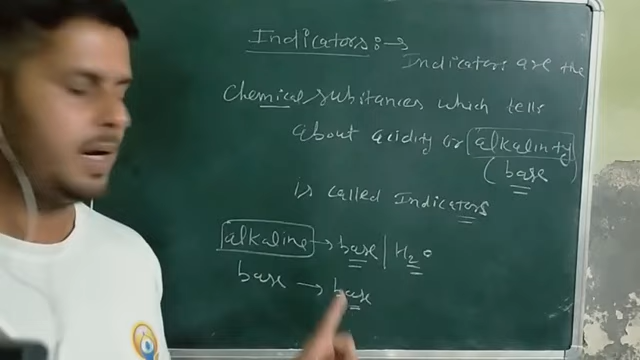 Indicators:→
Indicators are the
chemical substances which tells
about acidity or alkalinty
(base
is called Indicators
alkaline → base | H2O
base → base